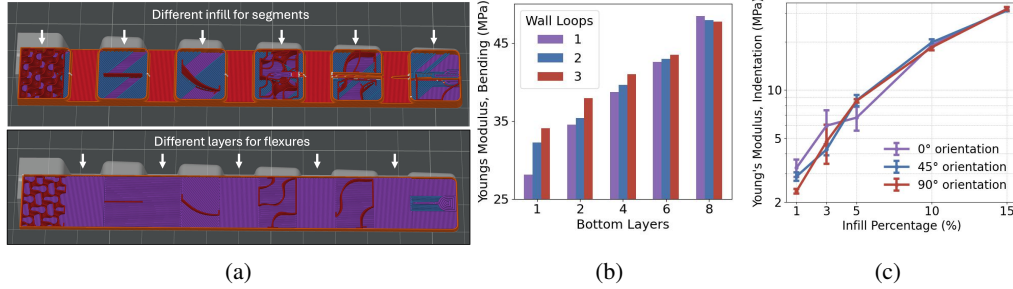 Different infill for segments
Different layers for flexures
(a)
Youngs Modulus, Bending (MPa)
45
35
25
Wall Loops
1
2
3
1 2 4 6 8
Bottom Layers
(b)
Young's Modulus, Indentation (MPa)
10
5
2
0° orientation
45° orientation
90° orientation
1 3 5 10 15
Infill Percentage (%)
(c)